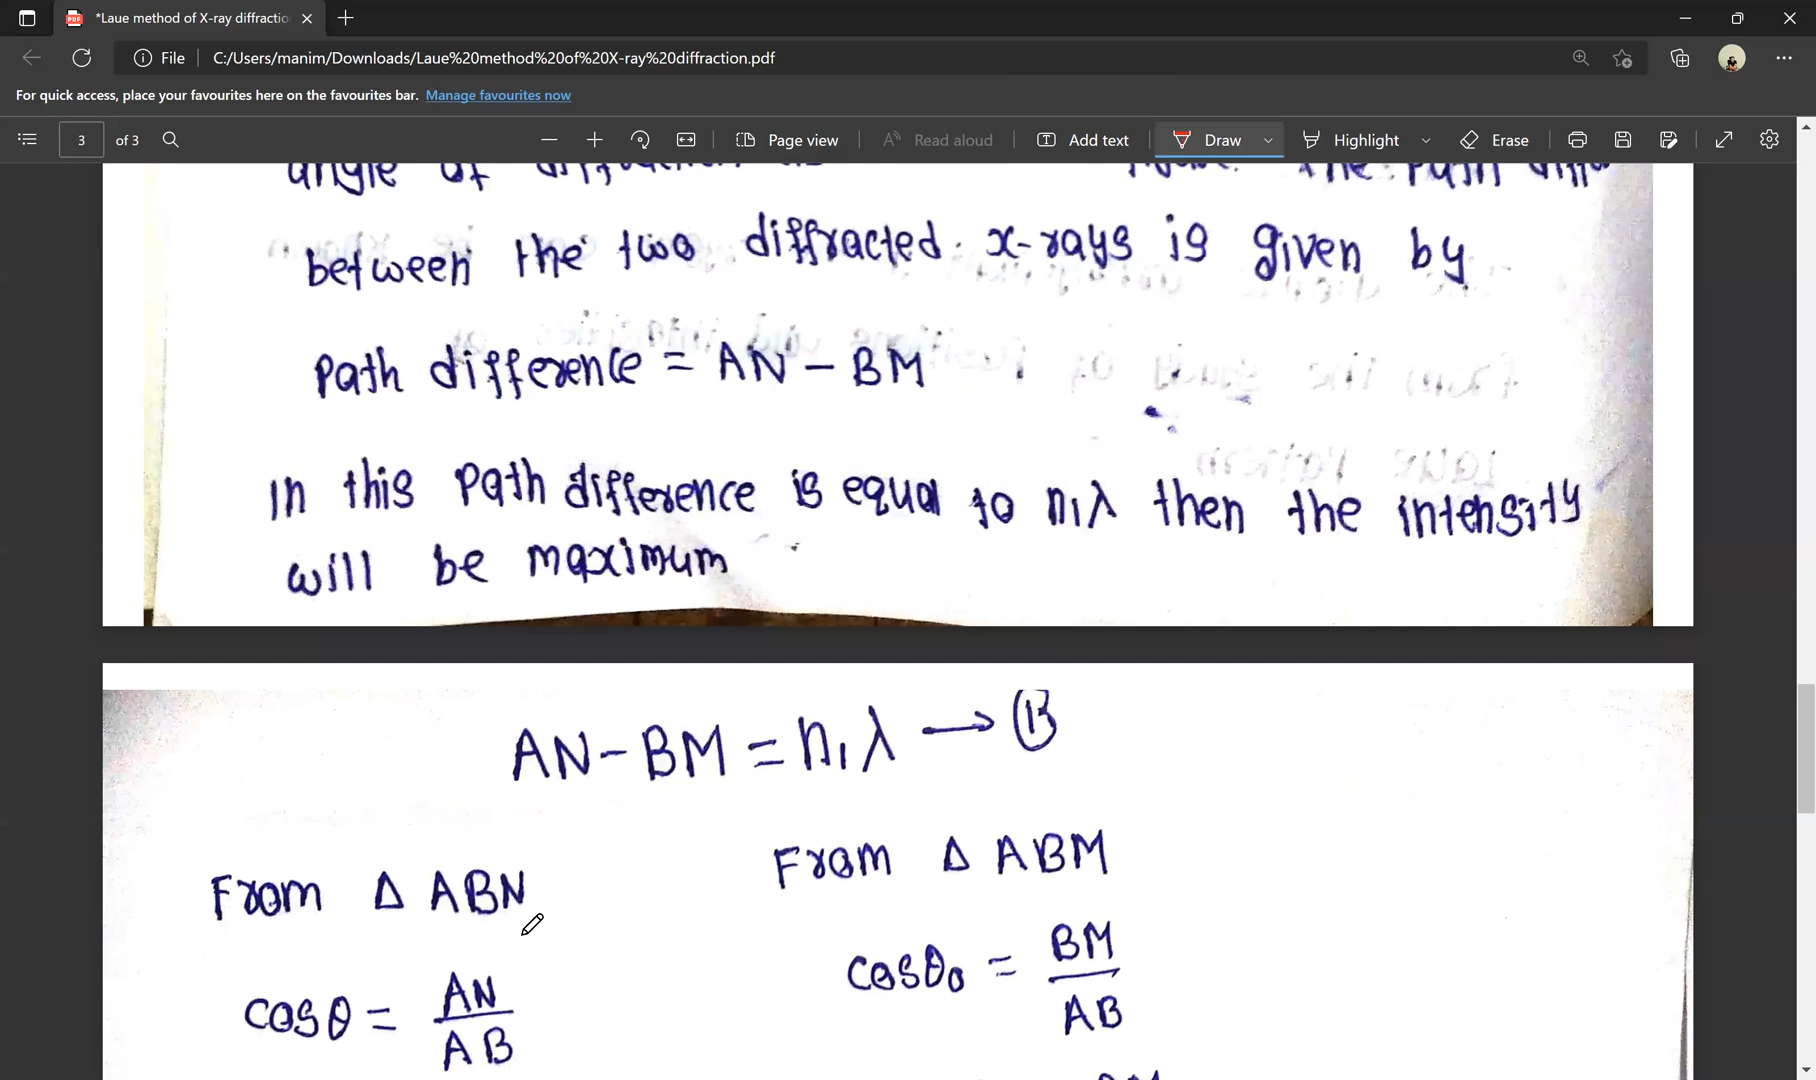 *Laue method of X-ray diffractio
File C:/Users/manim/Downloads/Laue%20method%20of%20X-ray%20diffraction.pdf
For quick access, place your favourites here on the favourites bar. Manage favourites now
3 of 3 Page view Read aloud Add text Draw Highlight Erase
angle of diffraction
between the two diffracted x-rays is given by
Path difference = AN - BM
In this Path difference is equal to n₁λ then the intensity
will be maximum
AN - BM = n₁λ → B
From Δ ABN
From Δ ABM
cosθ₀ = BM
AB
cosθ = AN
AB